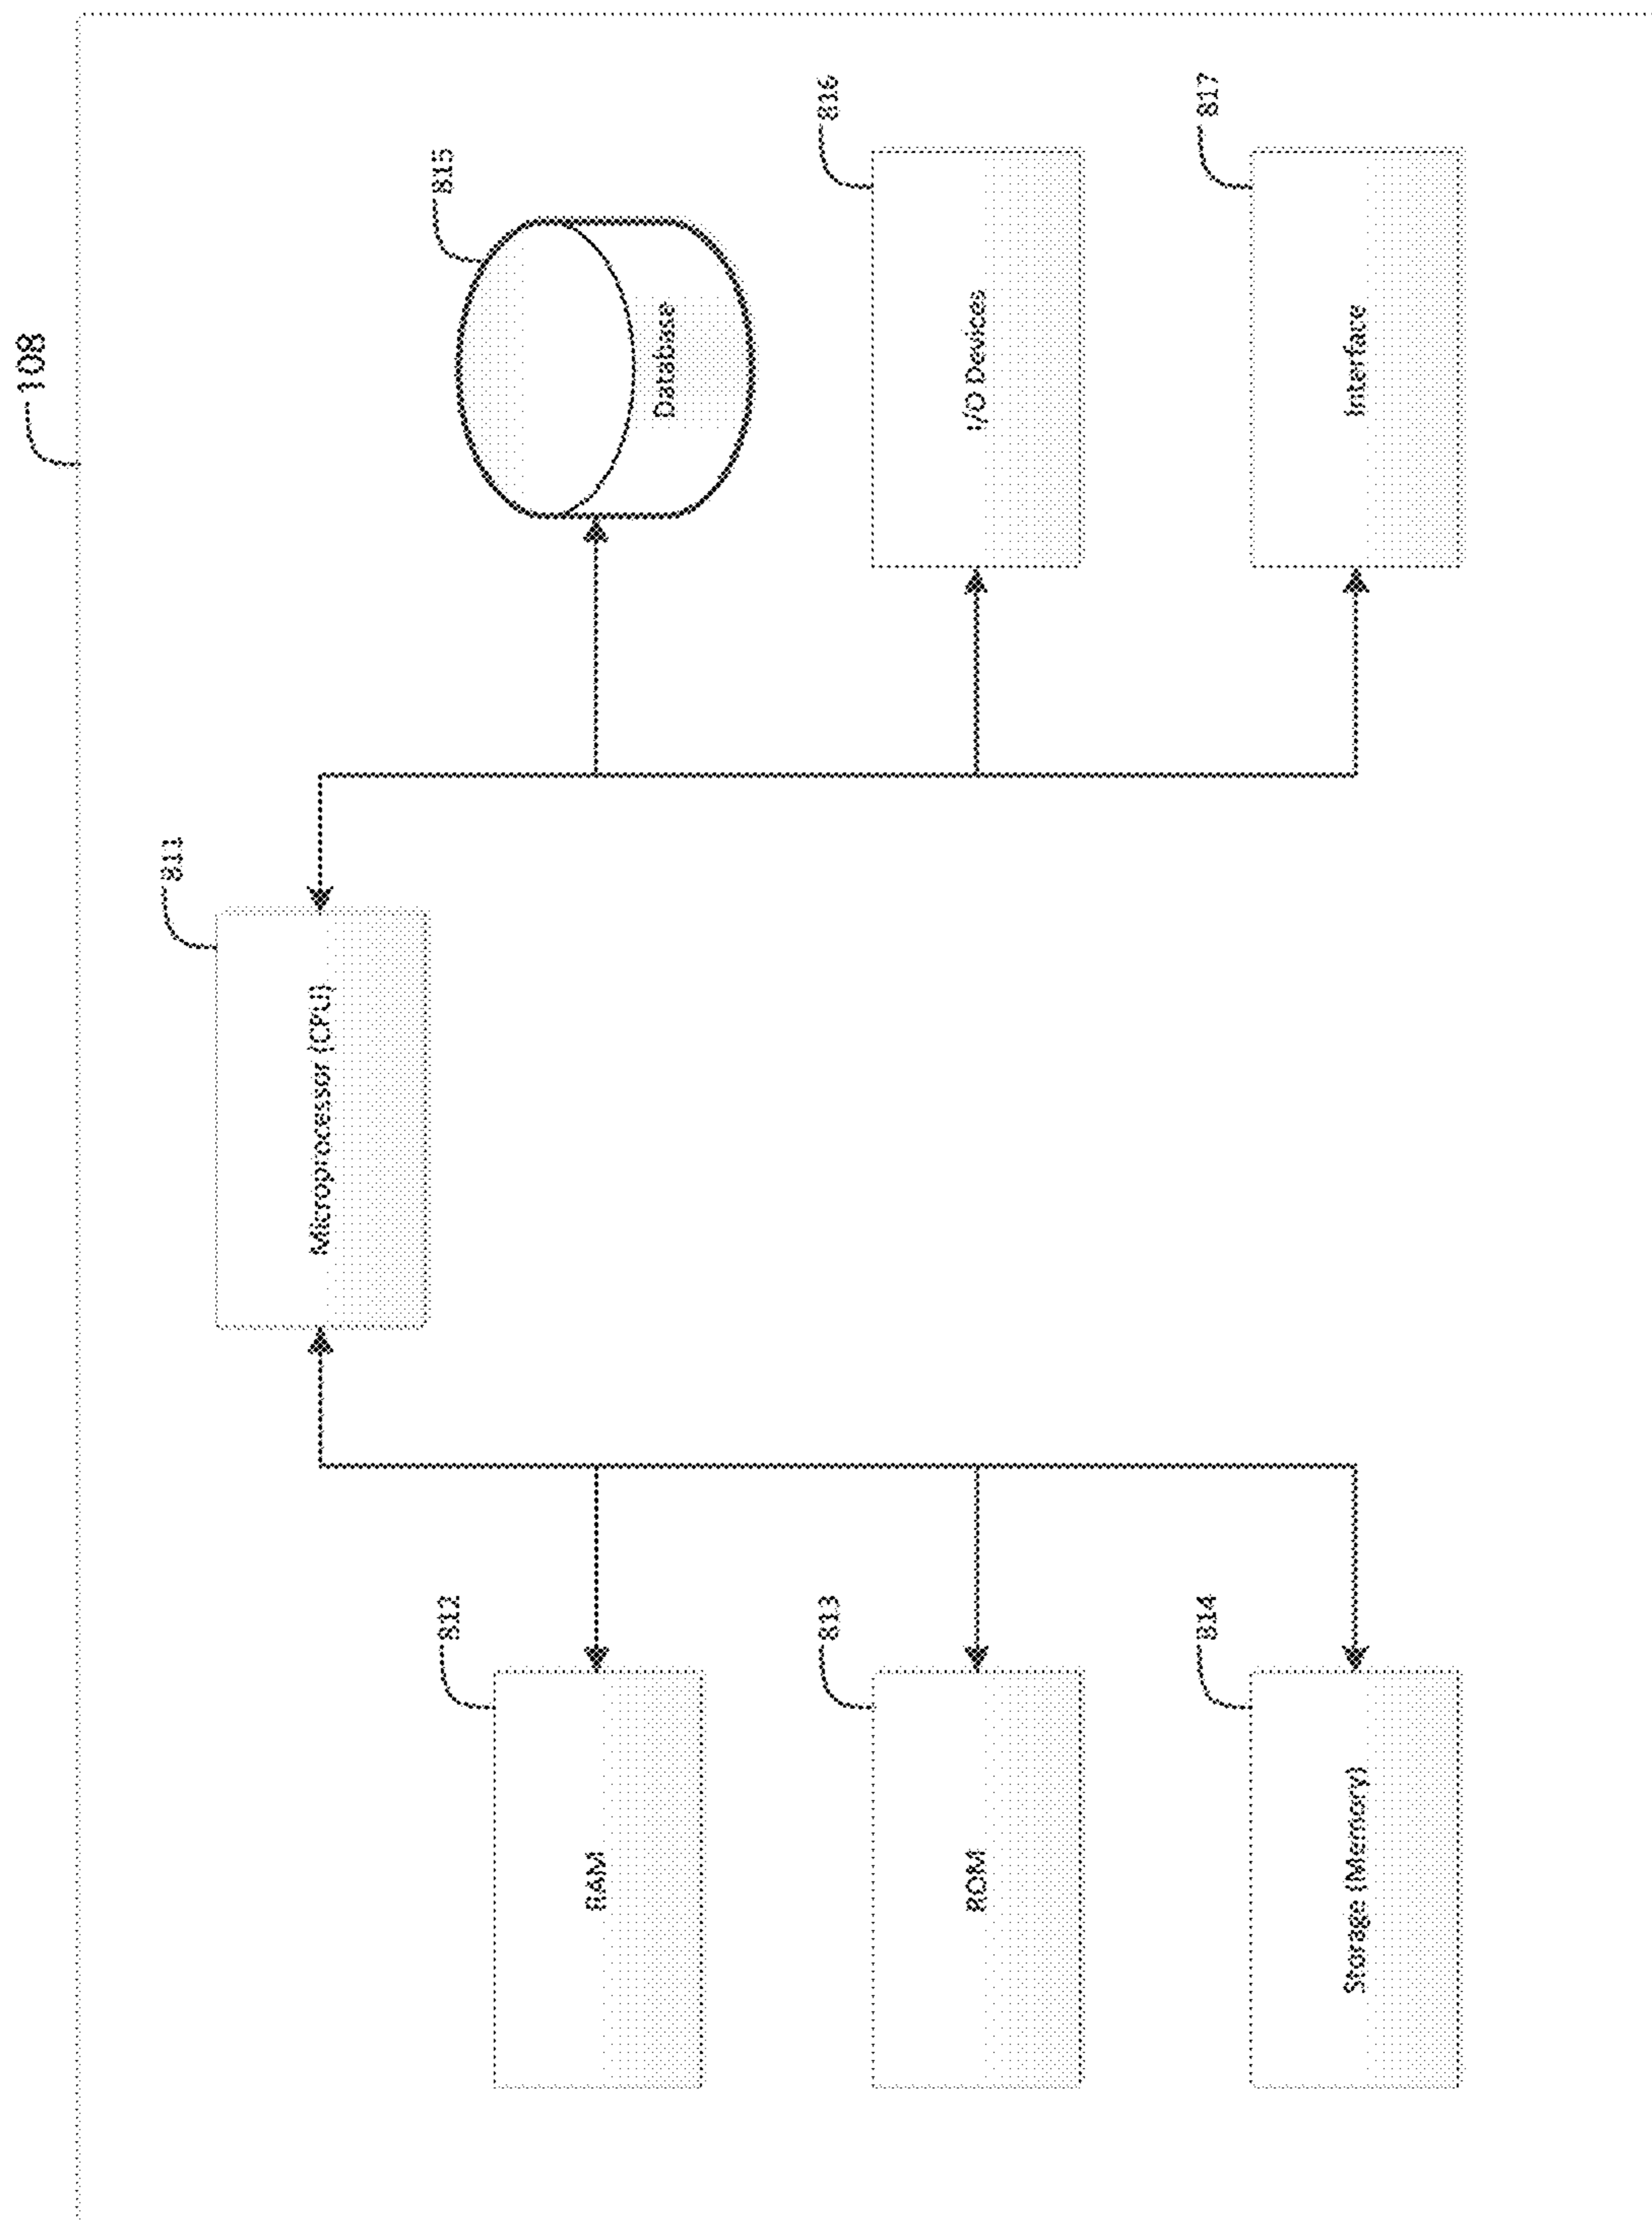 108
811
Microprocessor (CPU)
812
RAM
815
Database
813
ROM
816
I/O Devices
814
Storage (Memory)
817
Interface